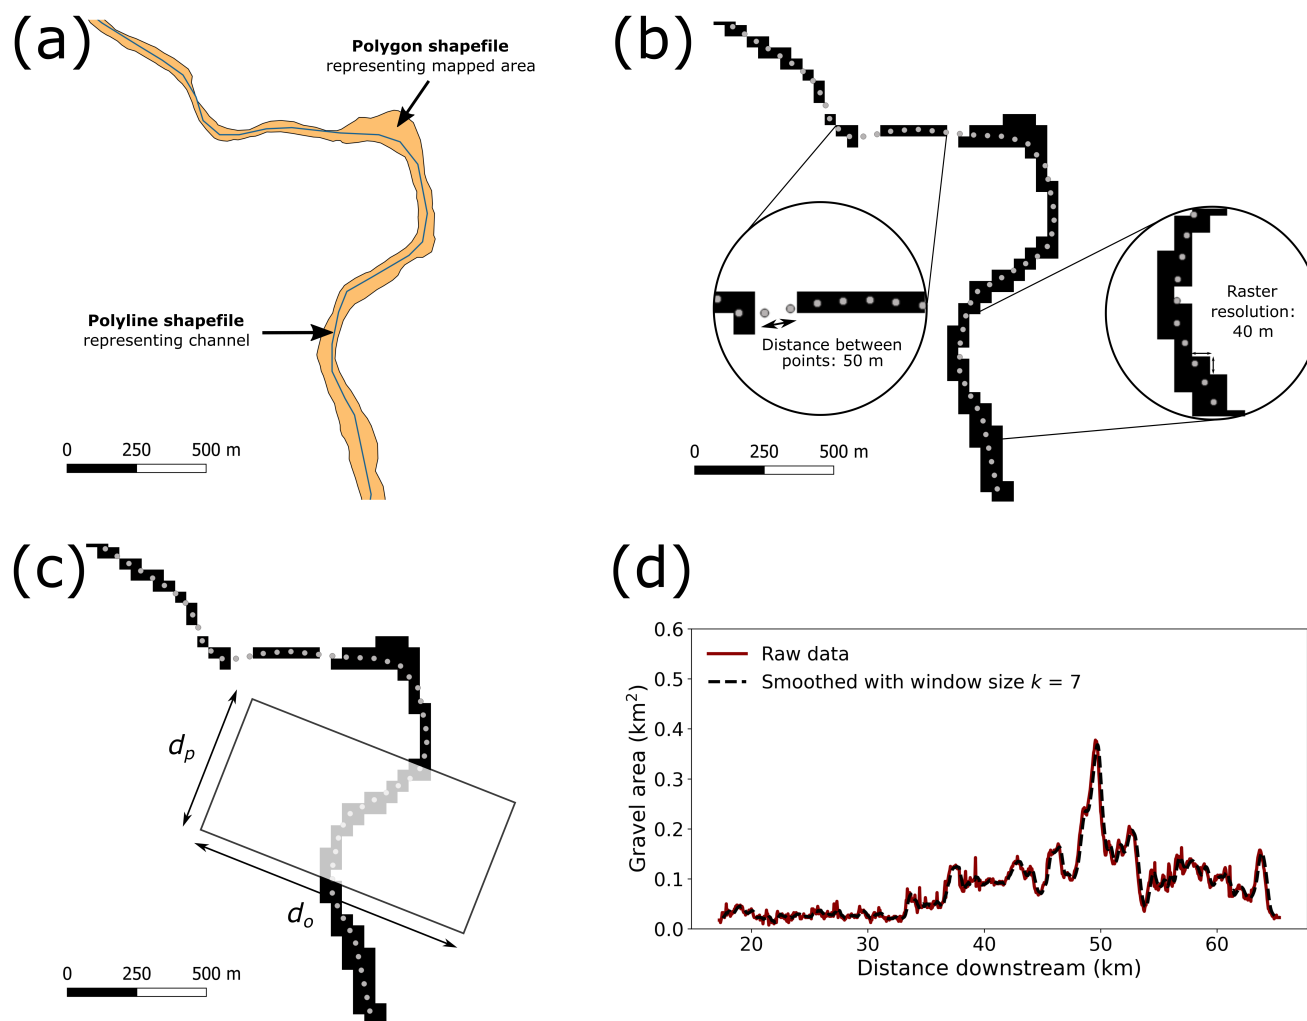 (a)
Polygon shapefile
representing mapped area
Polyline shapefile
representing channel
0 250 500 m
(b)
Distance between
points: 50 m
Raster
resolution:
40 m
0 250 500 m
(c)
dp
do
0 250 500 m
(d)
Raw data
Smoothed with window size k = 7
Gravel area (km²)
0.6
0.5
0.4
0.3
0.2
0.1
0.0
20 30 40 50 60
Distance downstream (km)